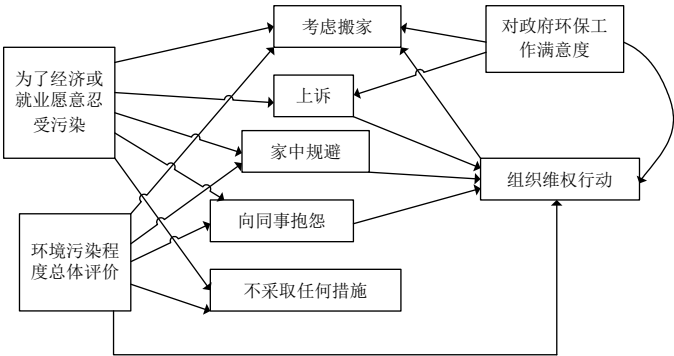 考虑搬家
对政府环保工
作满意度
为了经济或
就业愿意忍
受污染
上诉
家中规避
组织维权行动
向同事抱怨
环境污染程
度总体评价
不采取任何措施